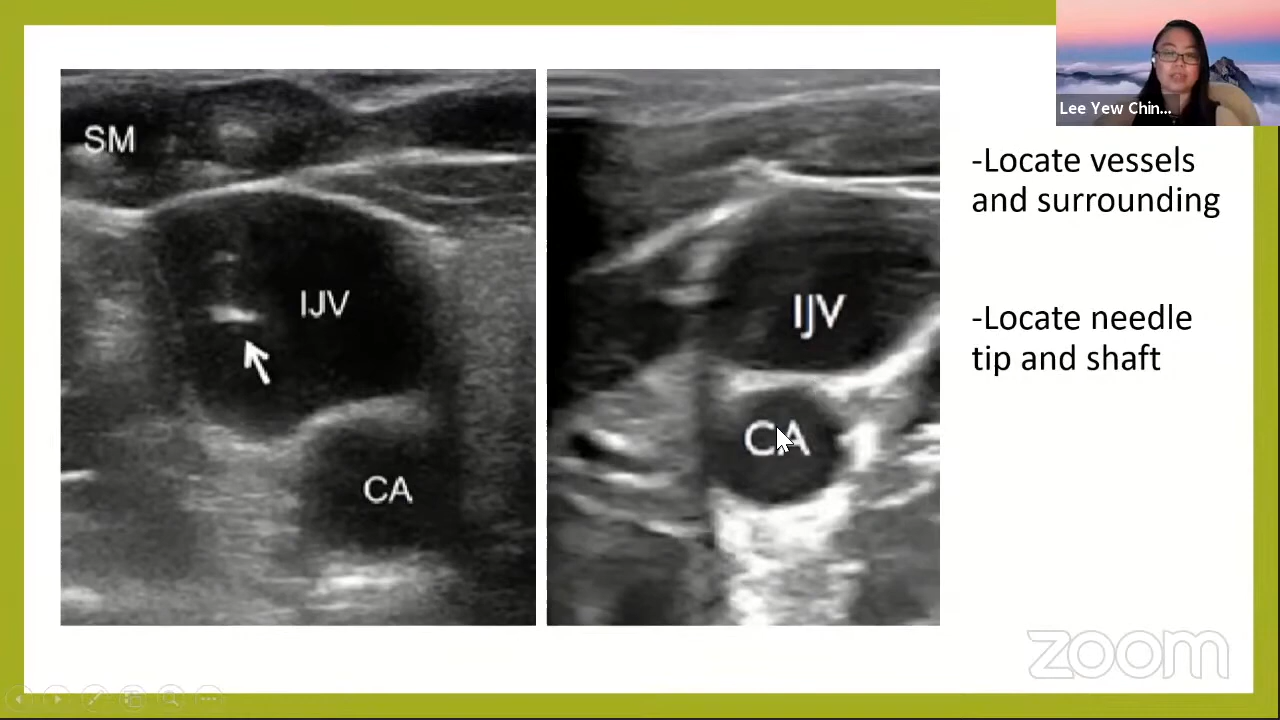 Lee Yew Chin...
SM
IJV
CA
IJV
CA
-Locate vessels
and surrounding
-Locate needle
tip and shaft
zoom